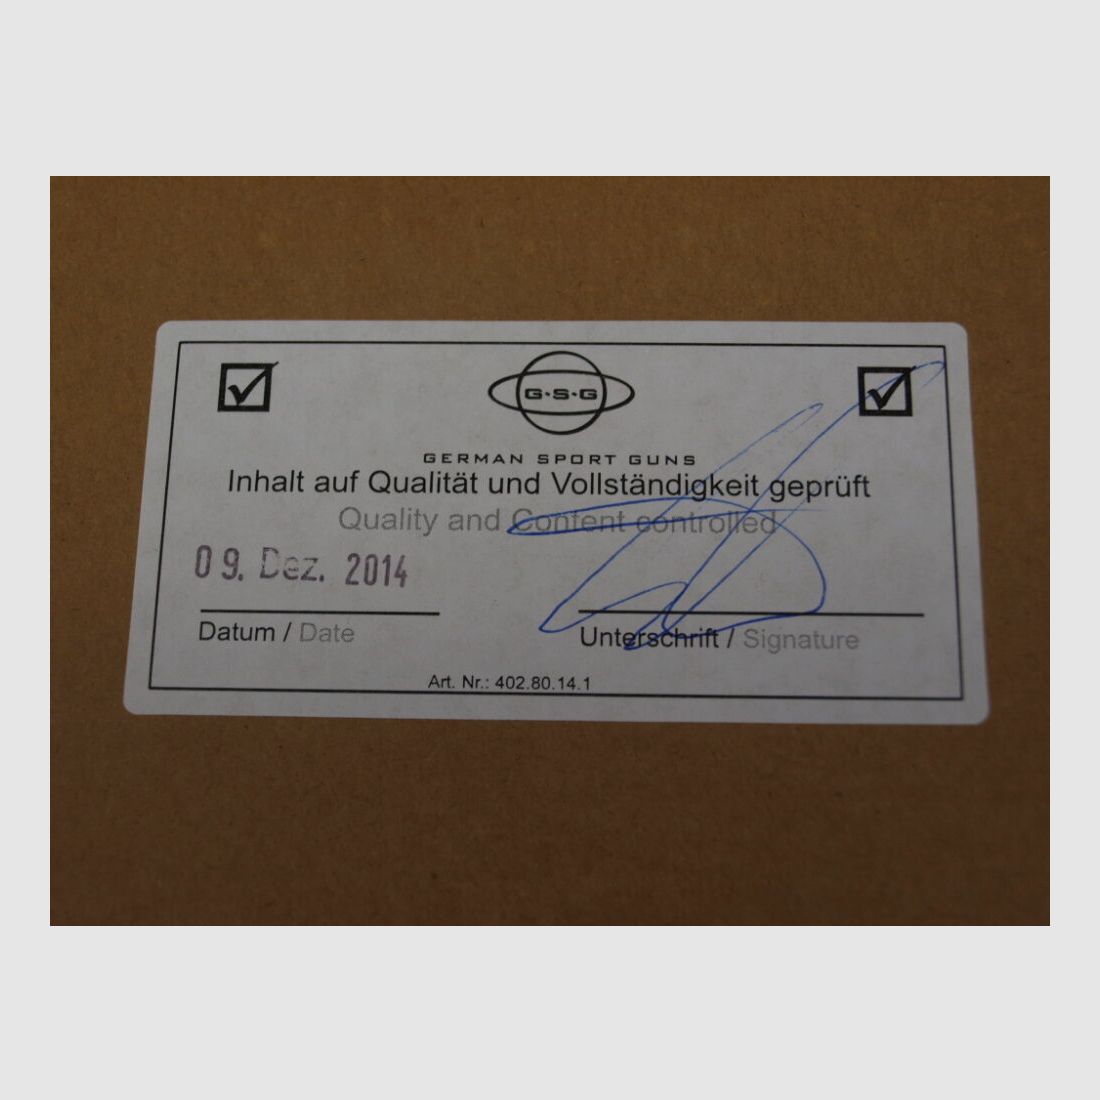 G·S·G
GERMAN SPORT GUNS
Inhalt auf Qualität und Vollständigkeit geprüft
Quality and Content controlled
09. Dez. 2014
Datum / Date
Unterschrift / Signature
Art. Nr.: 402.80.14.1